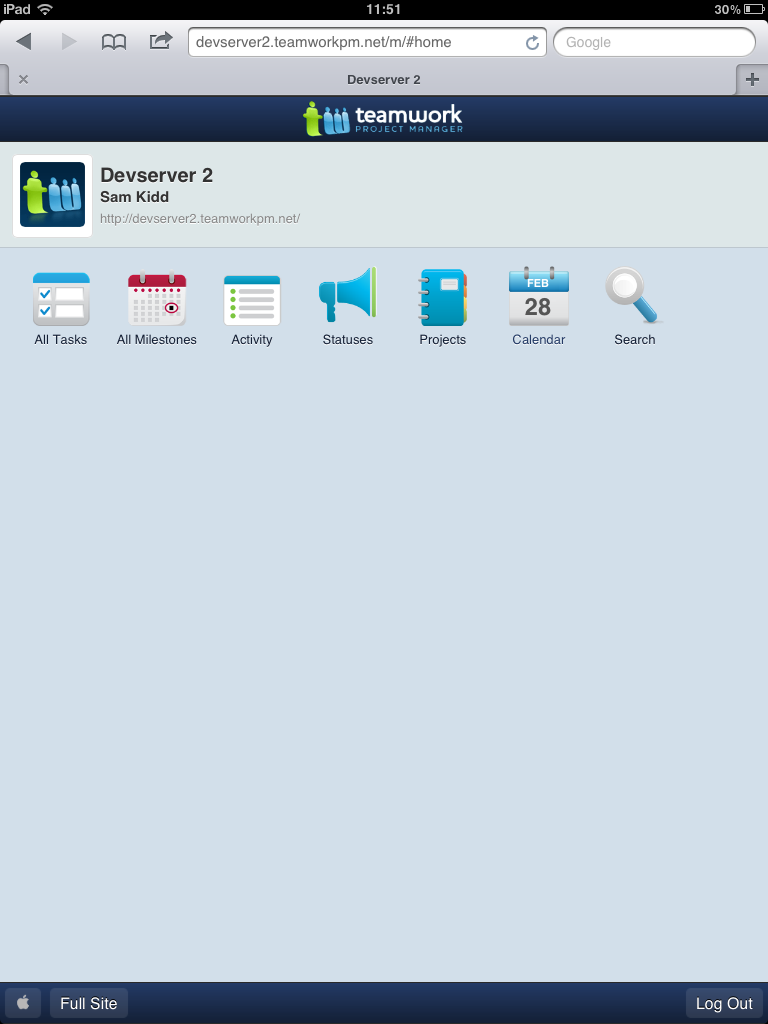 iPad 11:51 30%
devserver2.teamworkpm.net/m/#home Google
Devserver 2
teamwork
PROJECT MANAGER
Devserver 2
Sam Kidd
http://devserver2.teamworkpm.net/
FEB
28
All Tasks All Milestones Activity Statuses Projects Calendar Search
Full Site Log Out